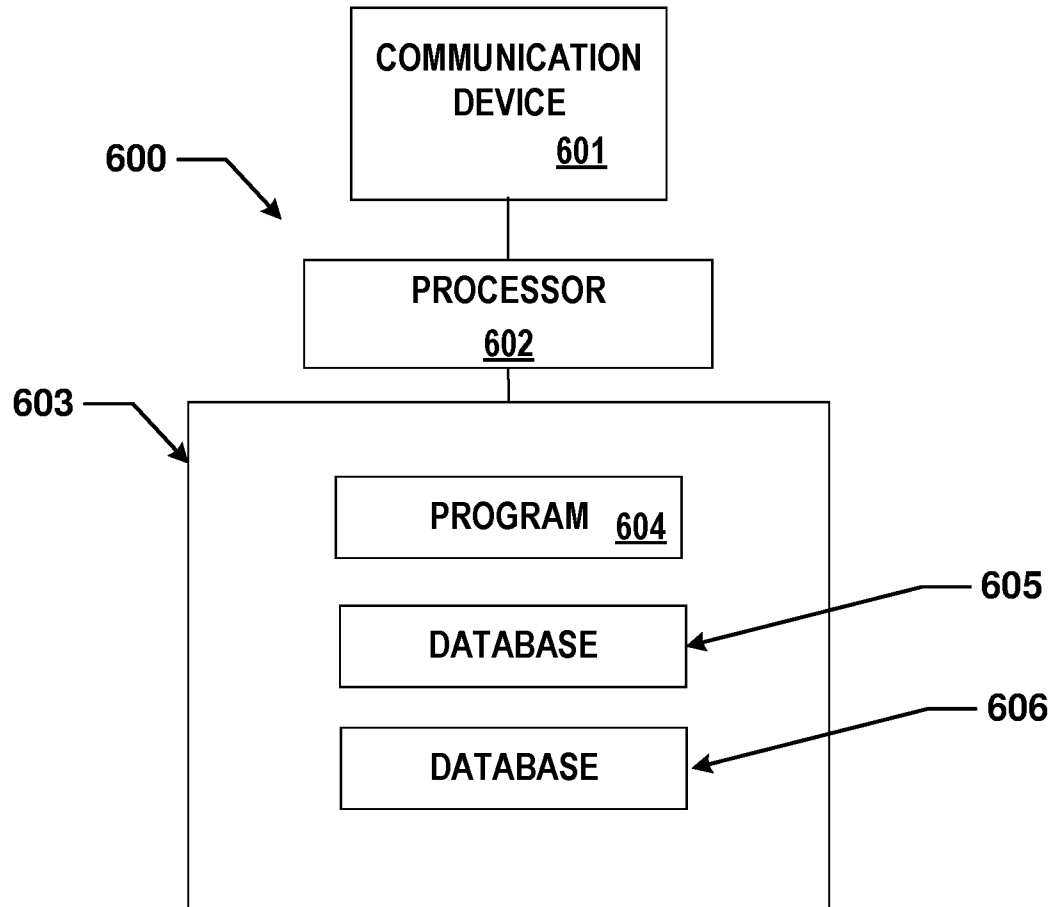 COMMUNICATION
DEVICE
601
600
PROCESSOR
602
603
PROGRAM 604
605
DATABASE
606
DATABASE